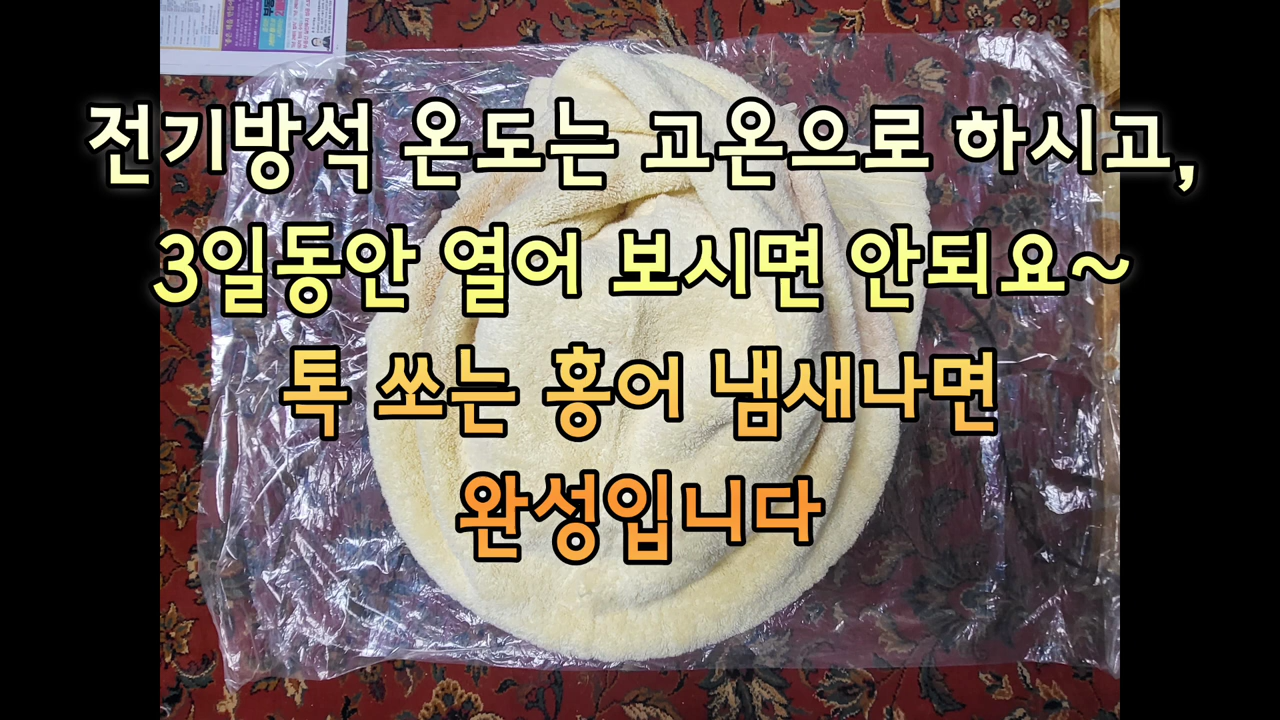 전기방석 온도는 고온으로 하시고,
3일동안 열어 보시면 안되요~
톡 쏘는 홍어 냄새나면
완성입니다